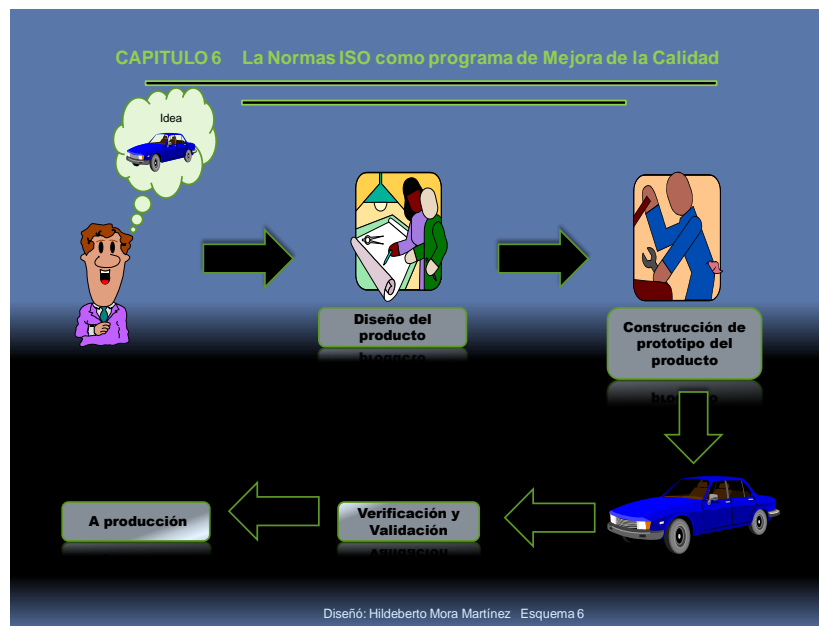 CAPITULO 6 La Normas ISO como programa de Mejora de la Calidad
Idea
Diseño del
producto
Construcción de
prototipo del
producto
A producción
Verificación y
Validación
Diseñó: Hildeberto Mora Martínez Esquema 6